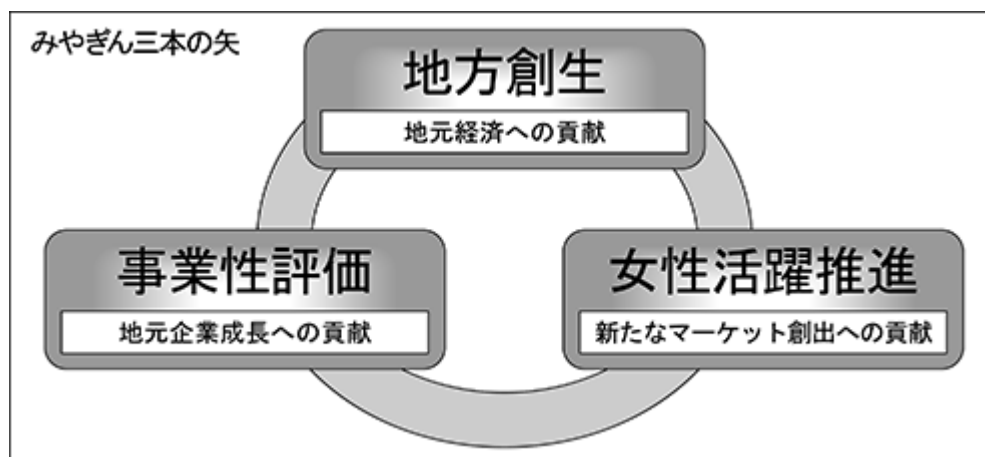 みやぎん三本の矢
地方創生
地元経済への貢献
事業性評価
地元企業成長への貢献
女性活躍推進
新たなマーケット創出への貢献